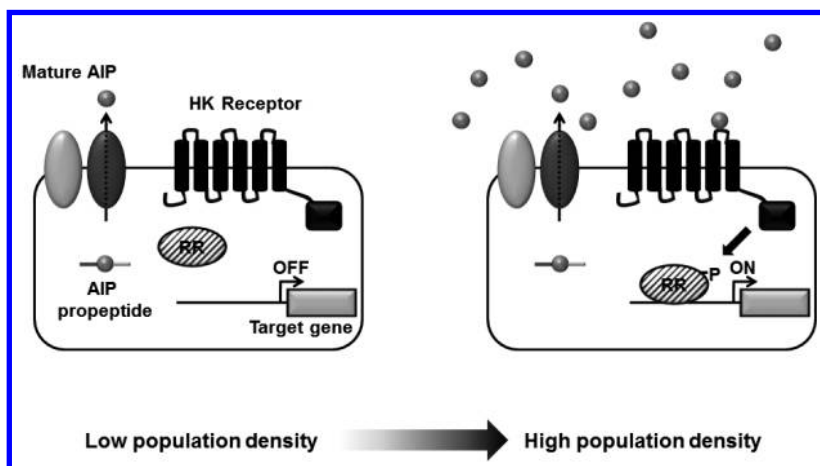 Mature AIP
HK Receptor
RR
OFF
AIP
propeptide
Target gene
P
ON
RR
Low population density
High population density